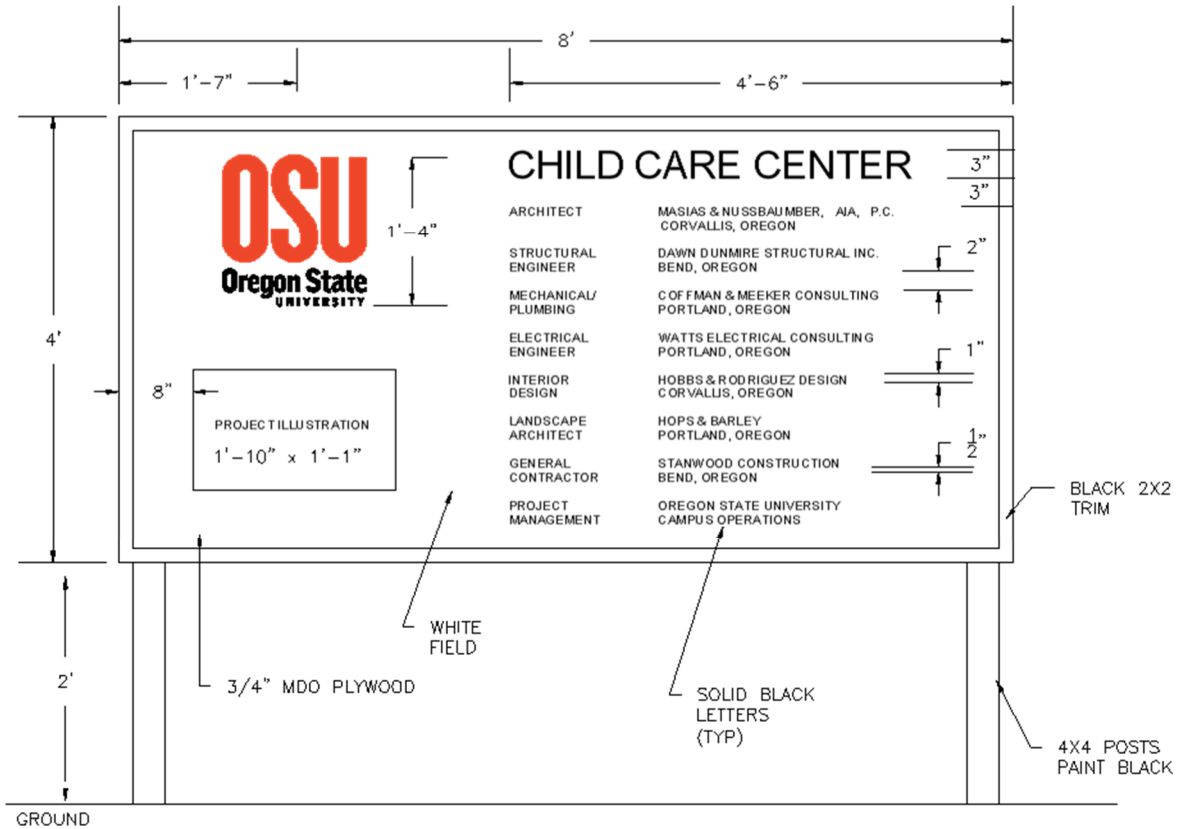 8'
1'-7"
4'-6"
OSU
Oregon State
UNIVERSITY
1'-4"
CHILD CARE CENTER
3"
3"
ARCHITECT MASIAS & NUSSBAUMBER, AIA, P.C.
CORVALLIS, OREGON
STRUCTURAL DAWN DUNMIRE STRUCTURAL INC.
ENGINEER BEND, OREGON
2"
MECHANICAL/ COFFMAN & MEEKER CONSULTING
PLUMBING PORTLAND, OREGON
4'
ELECTRICAL WATTS ELECTRICAL CONSULTING
ENGINEER PORTLAND, OREGON
1"
INTERIOR HOBBS & RODRIGUEZ DESIGN
DESIGN CORVALLIS, OREGON
8"
PROJECT ILLUSTRATION
1'-10" x 1'-1"
LANDSCAPE HOPS & BARLEY
ARCHITECT PORTLAND, OREGON
1/2"
GENERAL STANWOOD CONSTRUCTION
CONTRACTOR BEND, OREGON
PROJECT OREGON STATE UNIVERSITY
MANAGEMENT CAMPUS OPERATIONS
BLACK 2X2
TRIM
WHITE
FIELD
2'
3/4" MDO PLYWOOD
SOLID BLACK
LETTERS
(TYP)
4X4 POSTS
PAINT BLACK
GROUND